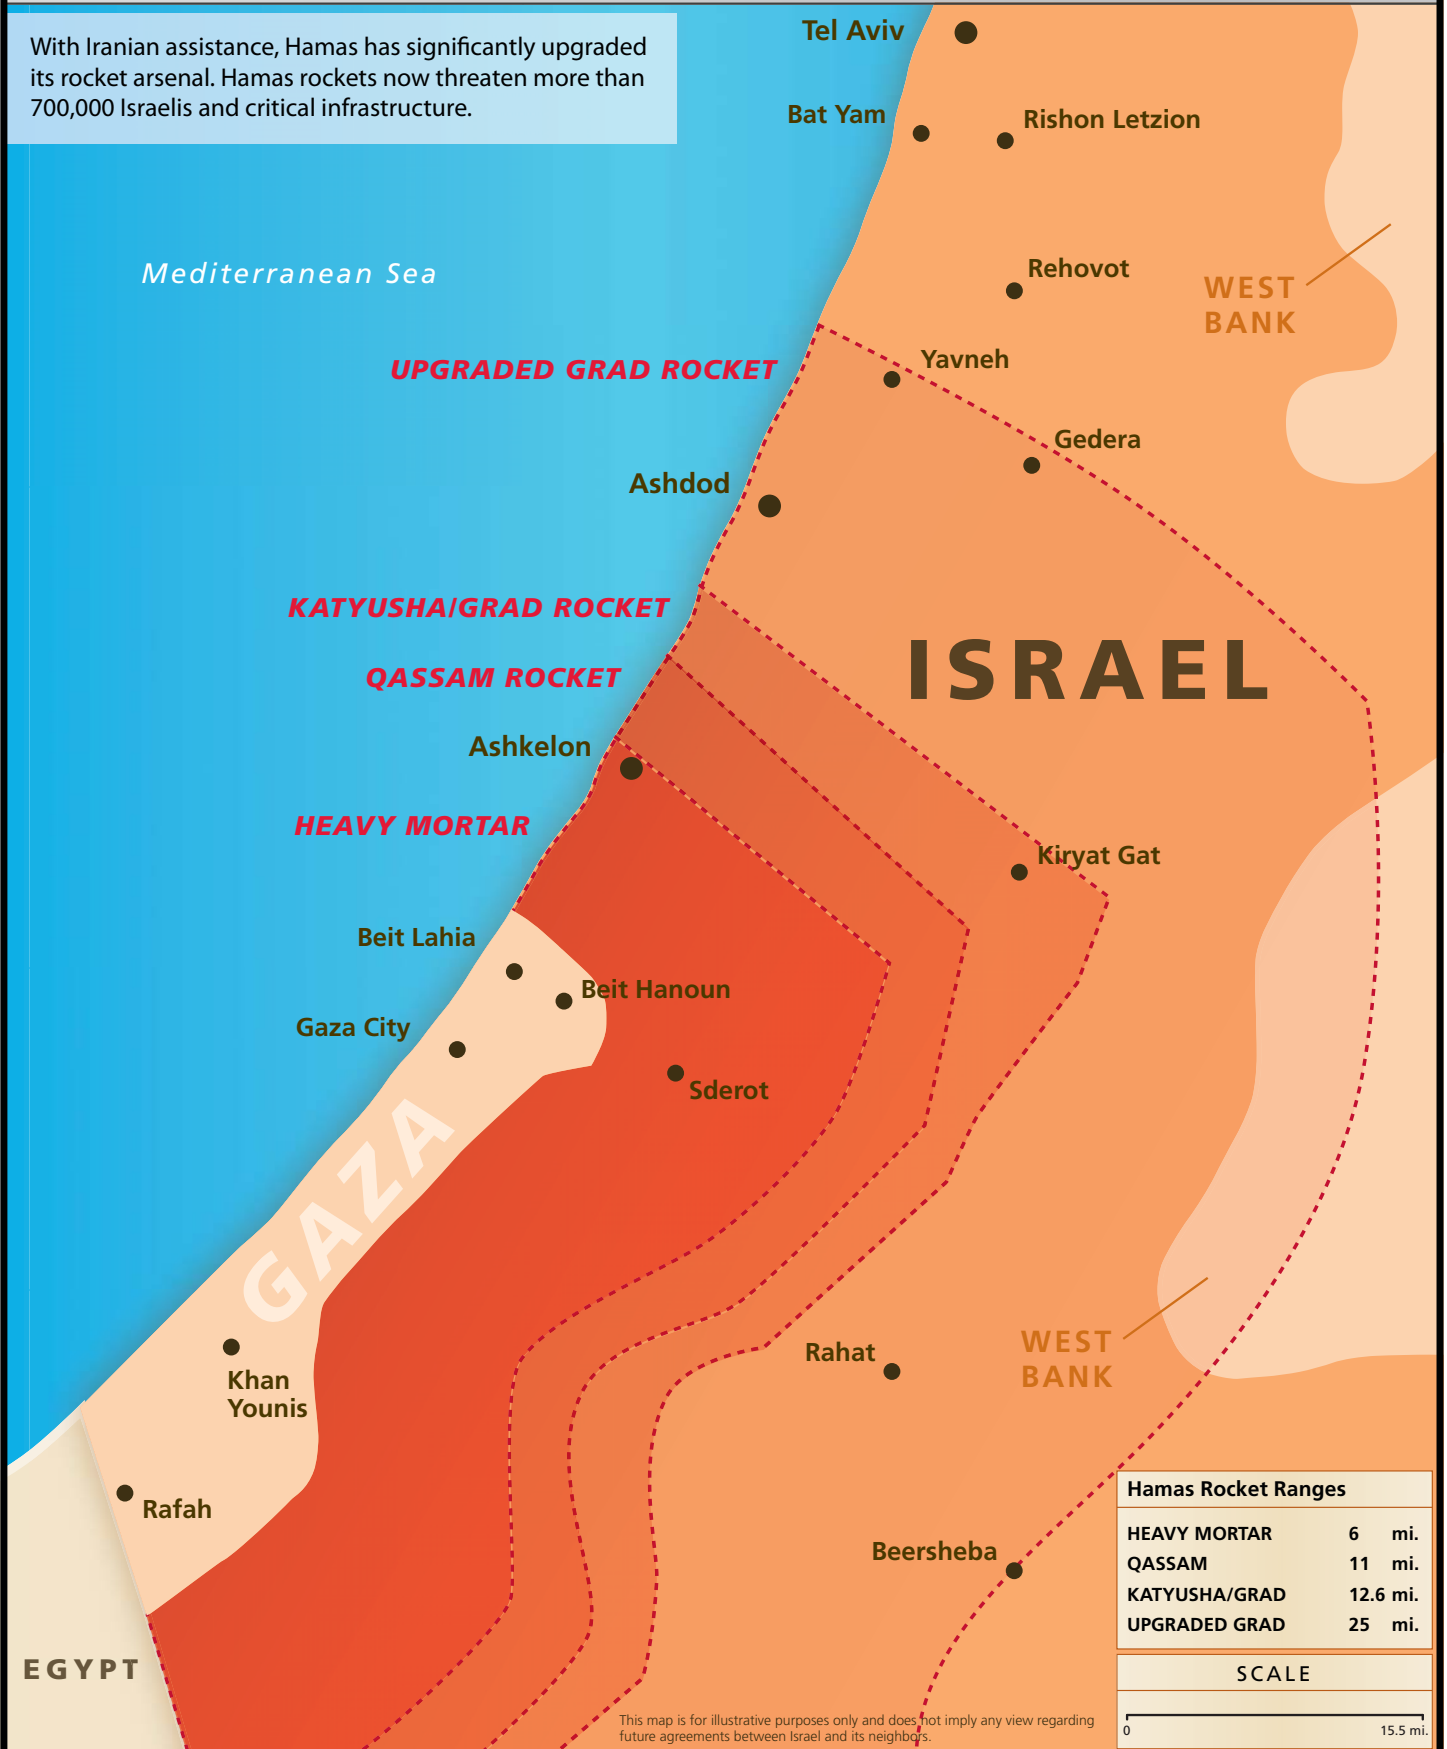 With Iranian assistance, Hamas has significantly upgraded
its rocket arsenal. Hamas rockets now threaten more than
700,000 Israelis and critical infrastructure.
Tel Aviv
Bat Yam
Rishon Letzion
Mediterranean Sea
Rehovot
WEST
BANK
UPGRADED GRAD ROCKET
Yavneh
Gedera
Ashdod
KATYUSHA/GRAD ROCKET
ISRAEL
QASSAM ROCKET
Ashkelon
HEAVY MORTAR
Kiryat Gat
Beit Lahia
Beit Hanoun
Gaza City
Sderot
GAZA
Rahat
WEST
BANK
Khan
Younis
Rafah
Beersheba
EGYPT
Hamas Rocket Ranges
HEAVY MORTAR 6 mi.
QASSAM 11 mi.
KATYUSHA/GRAD 12.6 mi.
UPGRADED GRAD 25 mi.
SCALE
0 15.5 mi.
This map is for illustrative purposes only and does not imply any view regarding
future agreements between Israel and its neighbors.